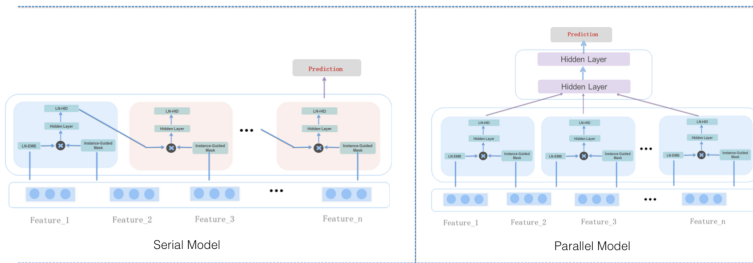 Prediction
LN-HID
Hidden Layer
LN-EMB
Instance-Guided
Mask
LN-HID
Hidden Layer
Instance-Guided
Mask
...
LN-HID
Hidden Layer
Instance-Guided
Mask
...
Feature_1
Feature_2
Feature_3
Feature_n
Serial Model
Prediction
Hidden Layer
Hidden Layer
LN-HID
Hidden Layer
LN-EMB
Instance-Guided
Mask
LN-HID
Hidden Layer
LN-EMB
Instance-Guided
Mask
...
LN-HID
Hidden Layer
LN-EMB
Instance-Guided
Mask
...
Feature_1
Feature_2
Feature_3
Feature_n
Parallel Model